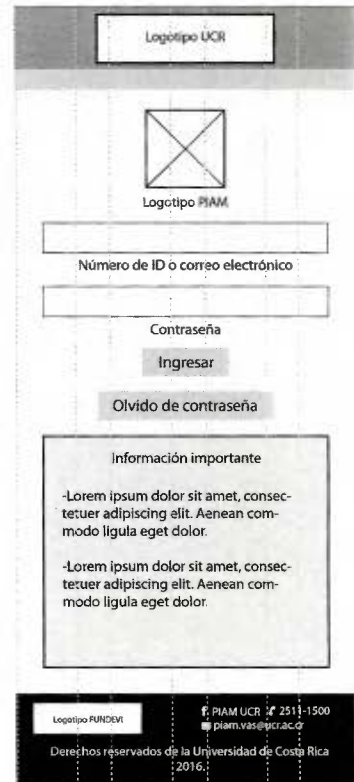 Logotipo UCR
Logotipo PIAM
Número de ID o correo electrónico
Contraseña
Ingresar
Olvido de contraseña
Información importante
-Lorem ipsum dolor sit amet, consec-
tetuer adipiscing elit. Aenean com-
modo ligula eget dolor.
-Lorem ipsum dolor sit amet, consec-
tetuer adipiscing elit. Aenean com-
modo ligula eget dolor.
Logotipo FUNDEVI
PIAM UCR 2511-1500
piam.vas@ucr.ac.cr
Derechos reservados de la Universidad de Costa Rica
2016.